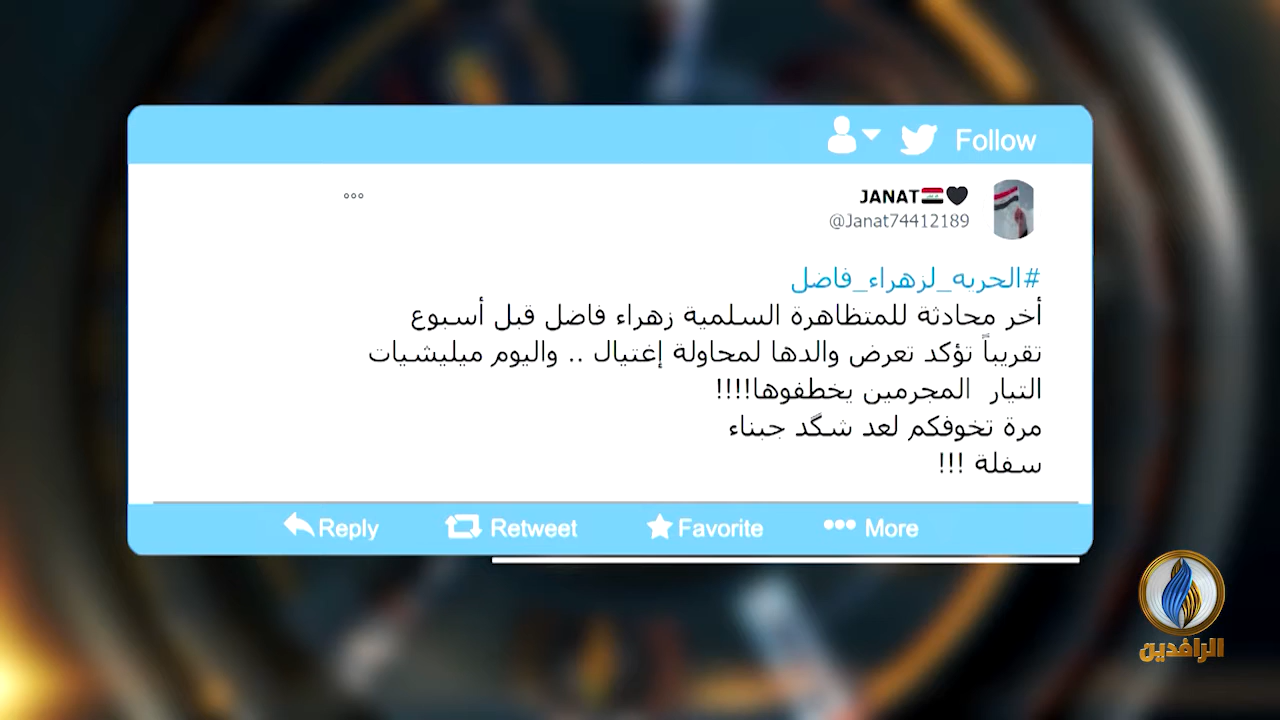 Follow
JANAT🇮🇶🖤
@Janat74412189
#الحريه_لزهراء_فاضل
أخر محادثة للمتظاهرة السلمية زهراء فاضل قبل أسبوع
تقريباً تؤكد تعرض والدها لمحاولة إغتيال .. واليوم ميليشيات
التيار المجرمين يخطفوها!!!!
مرة تخوفكم لعد شگد جبناء
سفلة !!!
Reply Retweet Favorite More
الرافدين